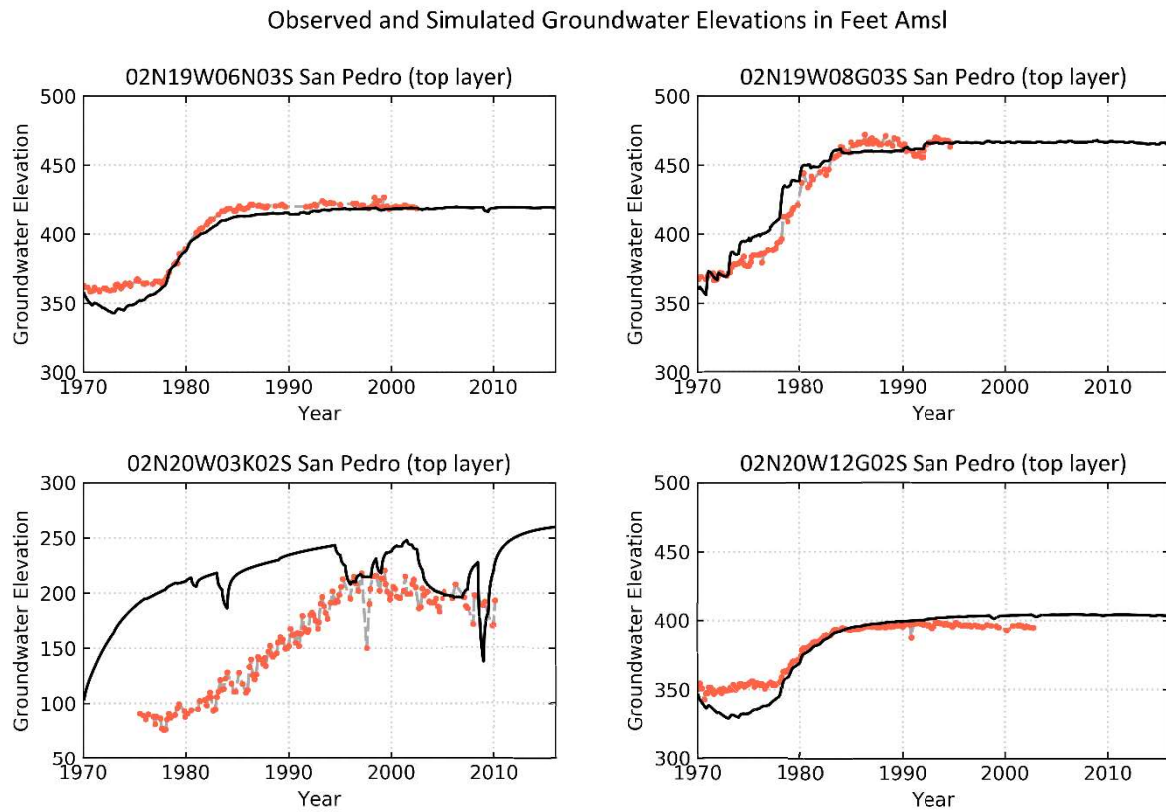 Observed and Simulated Groundwater Elevations in Feet Amsl
02N19W06N03S San Pedro (top layer)
500
450
400
350
300
Groundwater Elevation
1970 1980 1990 2000 2010
Year
02N19W08G03S San Pedro (top layer)
500
450
400
350
300
Groundwater Elevation
1970 1980 1990 2000 2010
Year
02N20W03K02S San Pedro (top layer)
300
250
200
150
100
50
Groundwater Elevation
1970 1980 1990 2000 2010
Year
02N20W12G02S San Pedro (top layer)
500
450
400
350
300
Groundwater Elevation
1970 1980 1990 2000 2010
Year